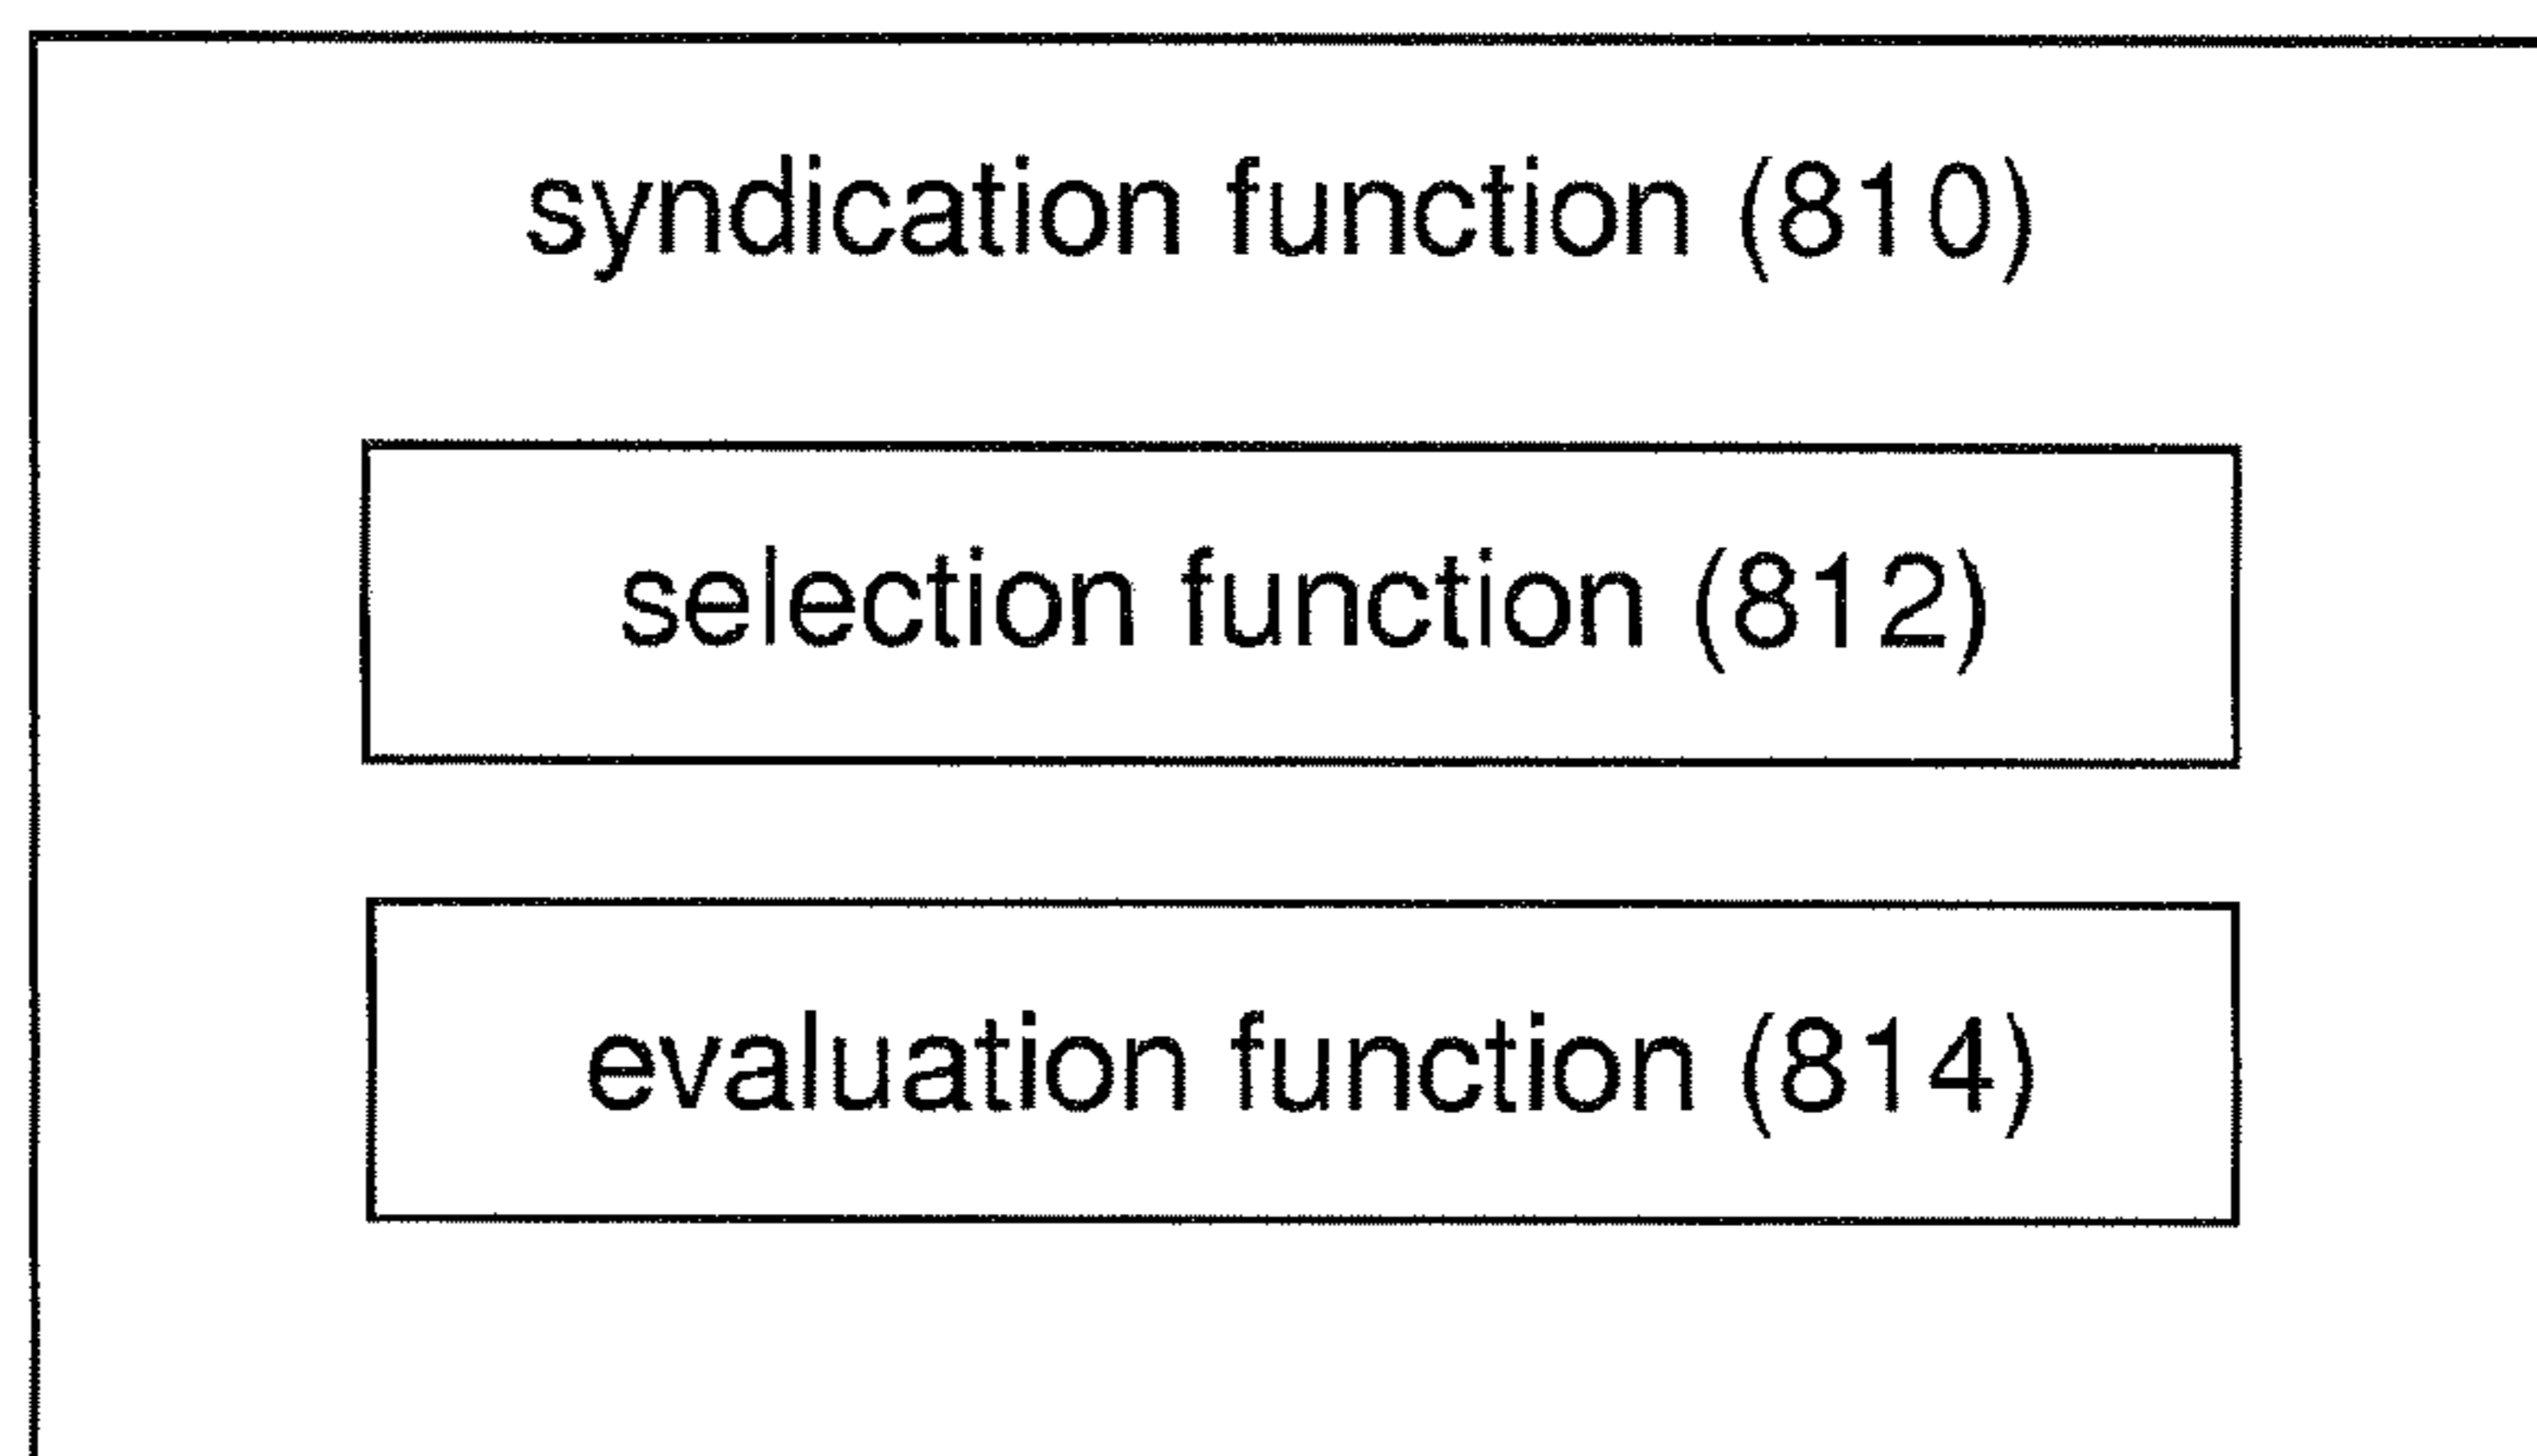 syndication function (810)
selection function (812)
evaluation function (814)